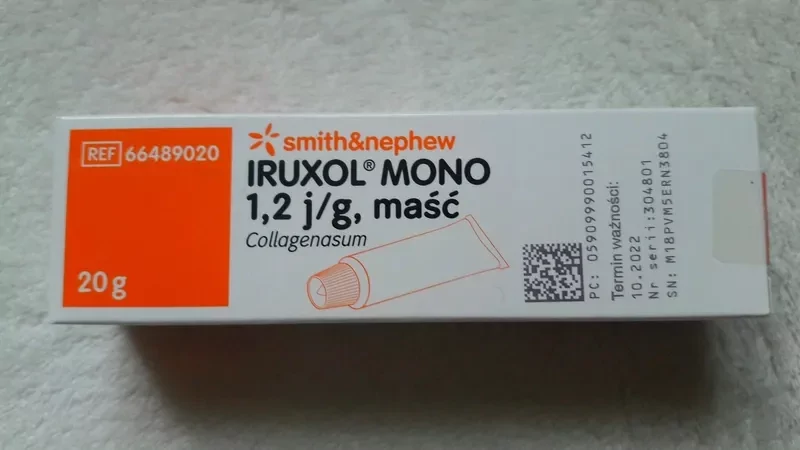 REF 66489020
20 g
smith&nephew
IRUXOL® MONO
1,2 j/g, maść
Collagenasum
PC: 05909990015412
Termin ważności:
10.2022
Nr serii:304801
SN: M18PVM5ERN3804